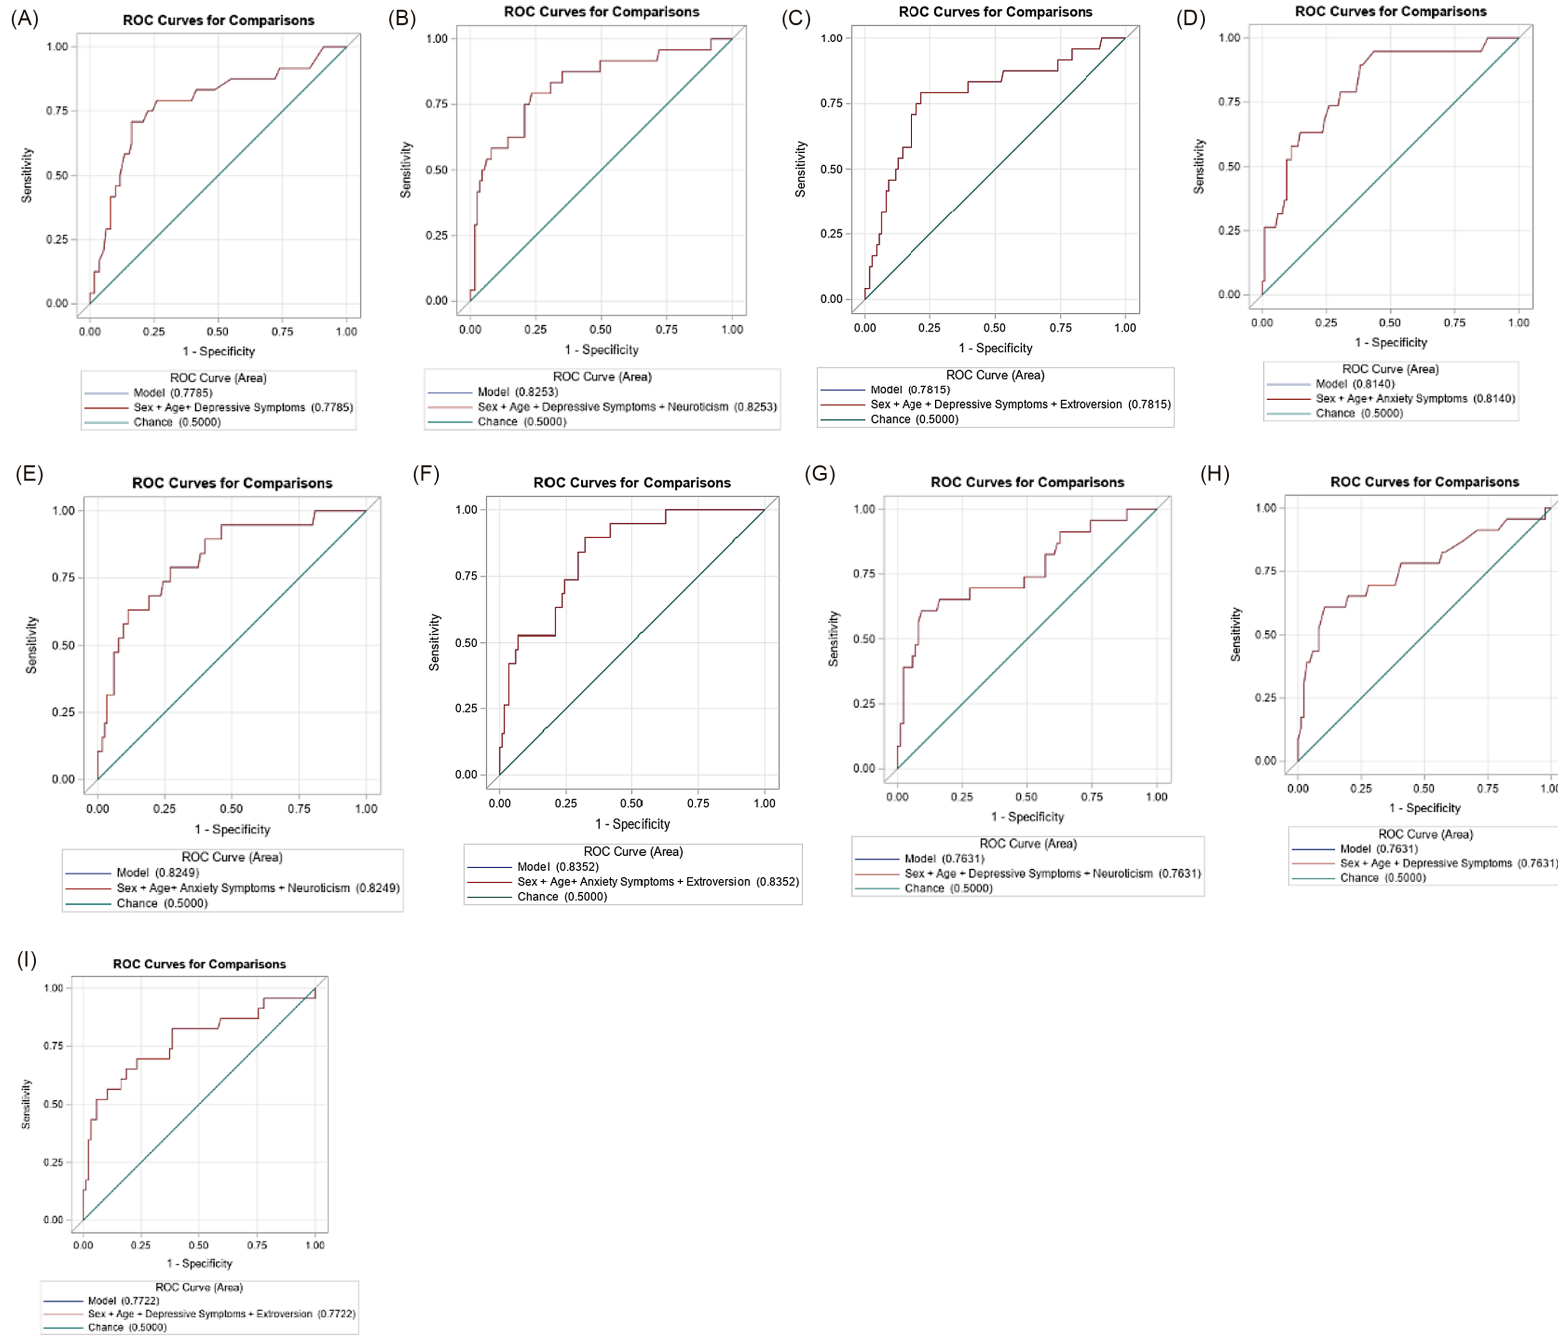 (A)
ROC Curves for Comparisons
1.00
0.75
0.50
0.25
0.00
Sensitivity
0.00 0.25 0.50 0.75 1.00
1 - Specificity
ROC Curve (Area)
Model (0.7785)
Sex + Age+ Depressive Symptoms (0.7785)
Chance (0.5000)
(B)
ROC Curves for Comparisons
1.00
0.75
0.50
0.25
0.00
Sensitivity
0.00 0.25 0.50 0.75 1.00
1 - Specificity
ROC Curve (Area)
Model (0.8253)
Sex + Age + Depressive Symptoms + Neuroticism (0.8253)
Chance (0.5000)
(C)
ROC Curves for Comparisons
1.00
0.75
0.50
0.25
0.00
Sensitivity
0.00 0.25 0.50 0.75 1.00
1 - Specificity
ROC Curve (Area)
Model (0.7815)
Sex + Age + Depressive Symptoms + Extroversion (0.7815)
Chance (0.5000)
(D)
ROC Curves for Comparisons
1.00
0.75
0.50
0.25
0.00
Sensitivity
0.00 0.25 0.50 0.75 1.00
1 - Specificity
ROC Curve (Area)
Model (0.8140)
Sex + Age+ Anxiety Symptoms (0.8140)
Chance (0.5000)
(E)
ROC Curves for Comparisons
1.00
0.75
0.50
0.25
0.00
Sensitivity
0.00 0.25 0.50 0.75 1.00
1 - Specificity
ROC Curve (Area)
Model (0.8249)
Sex + Age+ Anxiety Symptoms + Neuroticism (0.8249)
Chance (0.5000)
(F)
ROC Curves for Comparisons
1.00
0.75
0.50
0.25
0.00
Sensitivity
0.00 0.25 0.50 0.75 1.00
1 - Specificity
ROC Curve (Area)
Model (0.8352)
Sex + Age+ Anxiety Symptoms + Extroversion (0.8352)
Chance (0.5000)
(G)
ROC Curves for Comparisons
1.00
0.75
0.50
0.25
0.00
Sensitivity
0.00 0.25 0.50 0.75 1.00
1 - Specificity
ROC Curve (Area)
Model (0.7631)
Sex + Age + Depressive Symptoms + Neuroticism (0.7631)
Chance (0.5000)
(H)
ROC Curves for Comparisons
1.00
0.75
0.50
0.25
0.00
Sensitivity
0.00 0.25 0.50 0.75 1.00
1 - Specificity
ROC Curve (Area)
Model (0.7631)
Sex + Age + Depressive Symptoms (0.7631)
Chance (0.5000)
(I)
ROC Curves for Comparisons
1.00
0.75
0.50
0.25
0.00
Sensitivity
0.00 0.25 0.50 0.75 1.00
1 - Specificity
ROC Curve (Area)
Model (0.7722)
Sex + Age + Depressive Symptoms + Extroversion (0.7722)
Chance (0.5000)